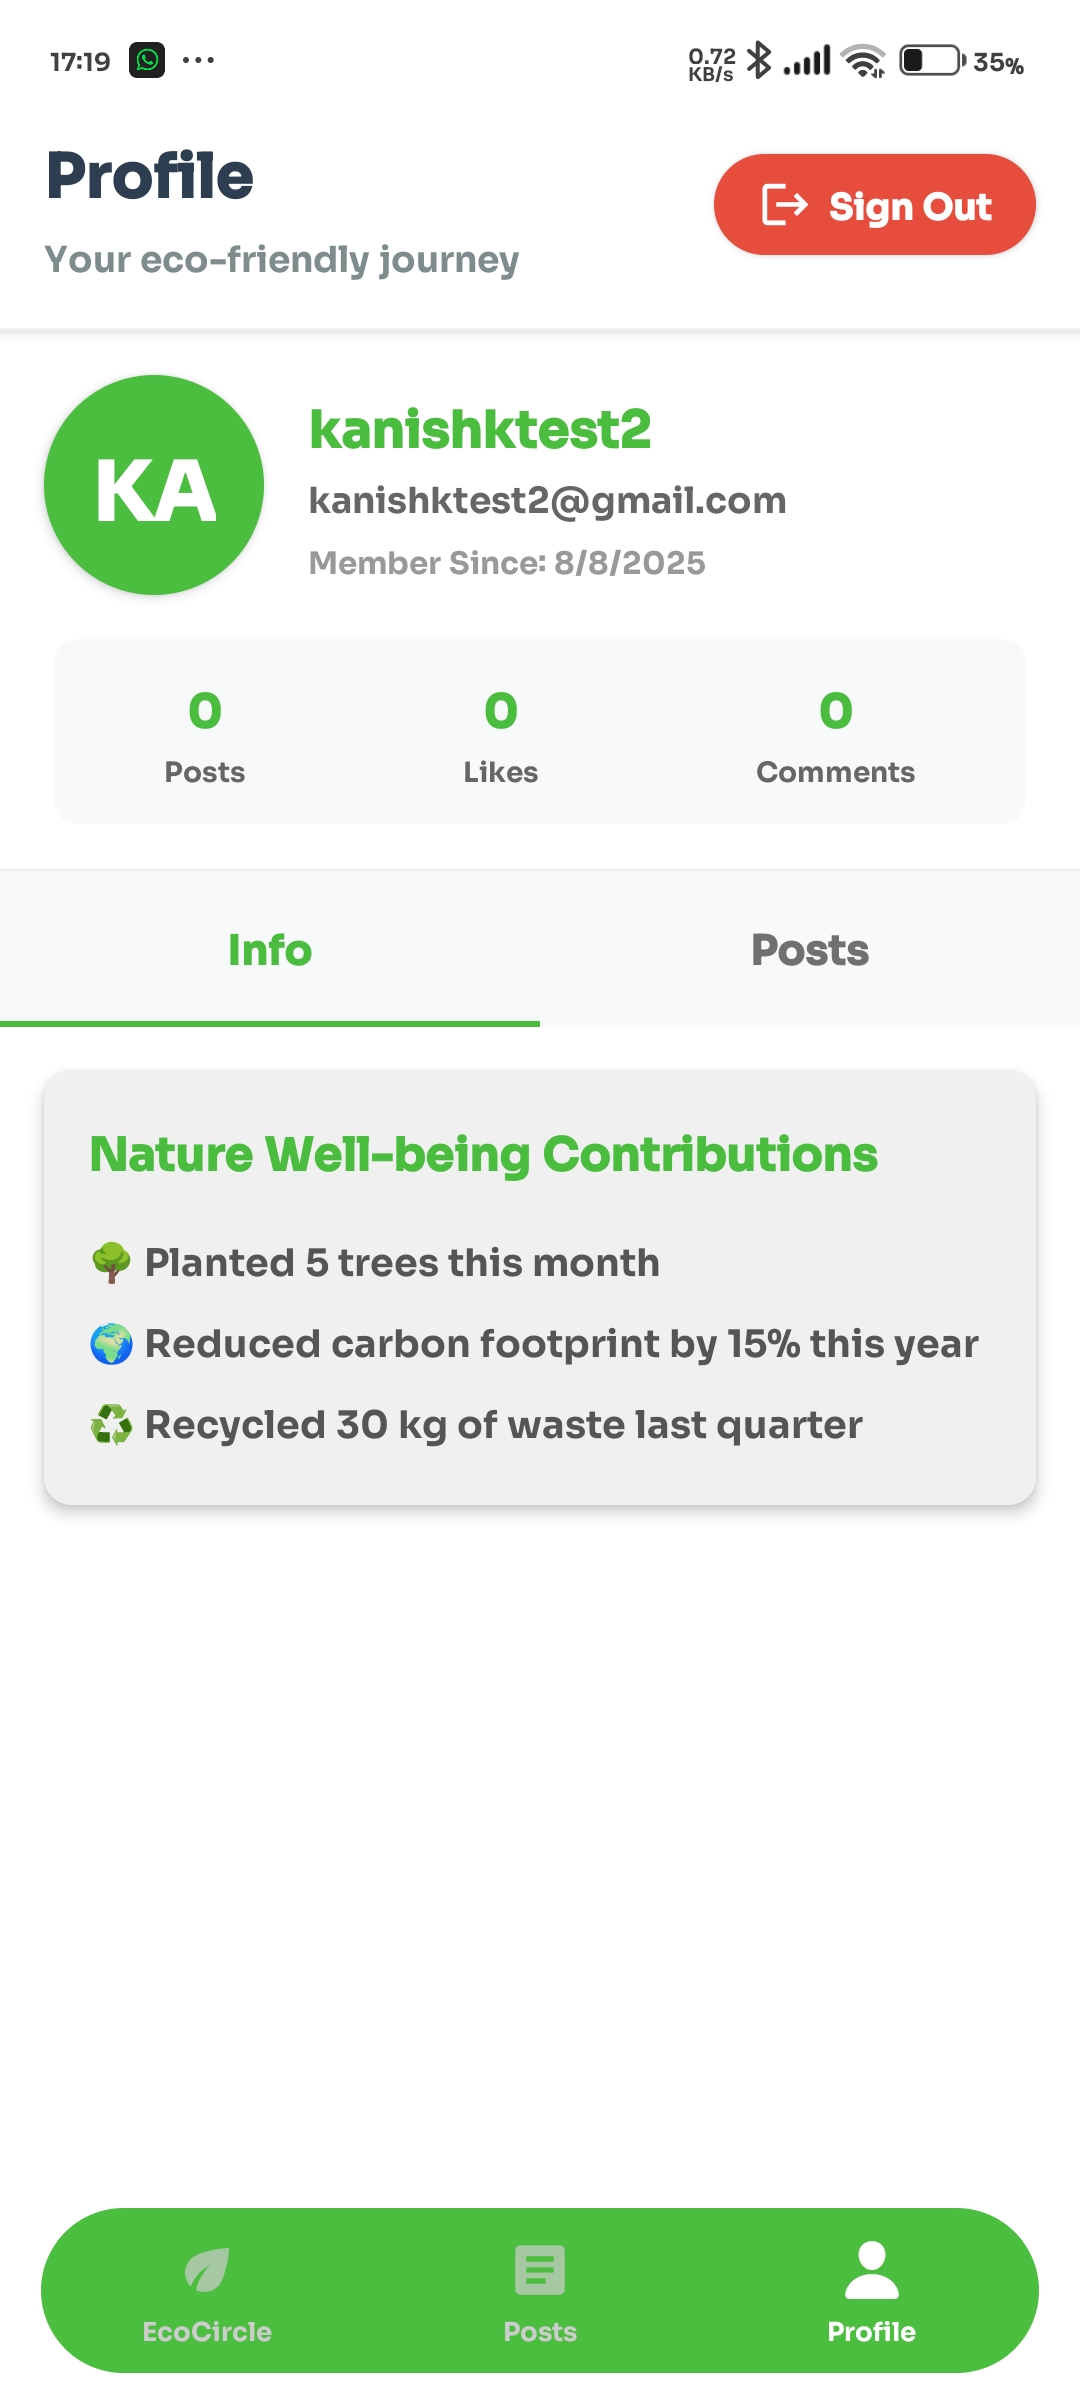 17:19 ... 0.72 KB/s 35%
Profile
Sign Out
Your eco-friendly journey
KA
kanishktest2
kanishktest2@gmail.com
Member Since: 8/8/2025
0 0 0
Posts Likes Comments
Info Posts
Nature Well-being Contributions
🌳 Planted 5 trees this month
🌍 Reduced carbon footprint by 15% this year
♻️ Recycled 30 kg of waste last quarter
EcoCircle Posts Profile